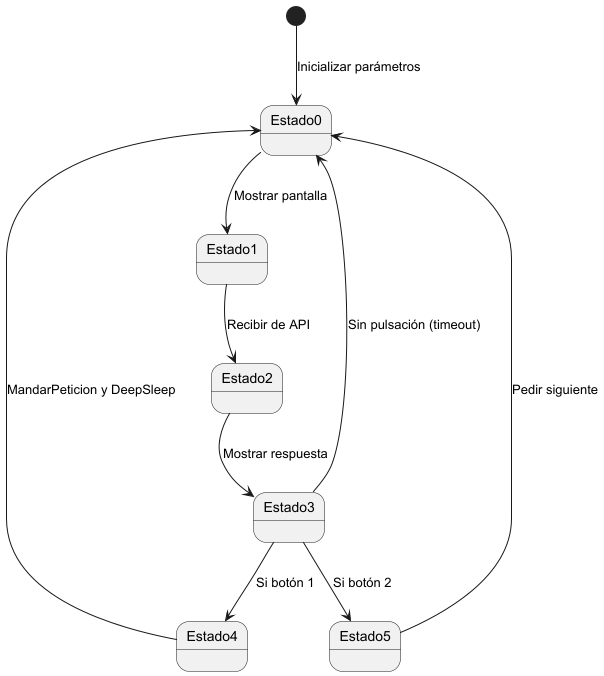 Inicializar parámetros
Estado0
Mostrar pantalla
Estado1
Recibir de API
Sin pulsación (timeout)
Estado2
MandarPeticion y DeepSleep
Pedir siguiente
Mostrar respuesta
Estado3
Si botón 1
Si botón 2
Estado4
Estado5